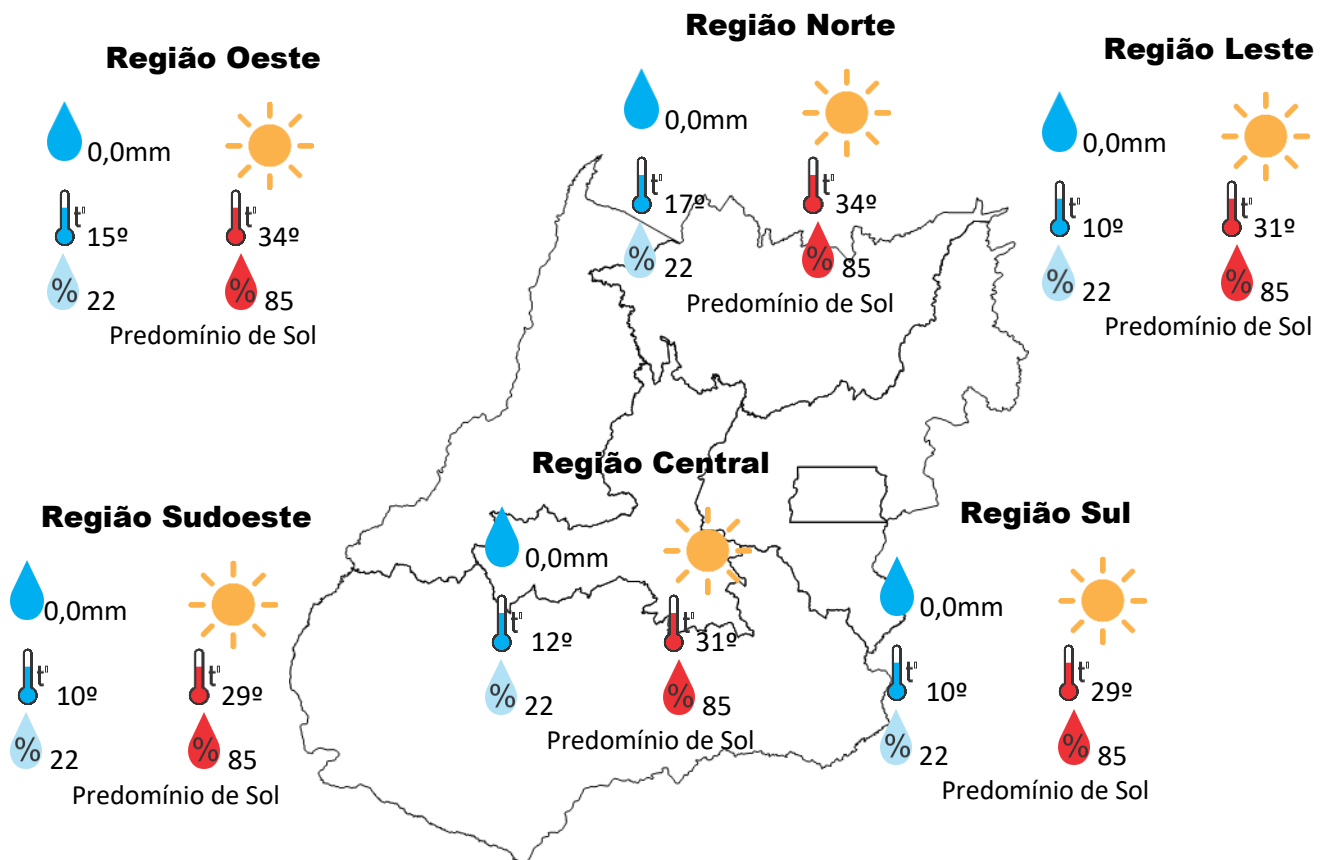 Região Oeste
0,0mm
t°
15º
t°
34º
% 22
% 85
Predomínio de Sol
Região Norte
0,0mm
t°
17º
t°
34º
% 22
% 85
Predomínio de Sol
Região Leste
0,0mm
t°
10º
t°
31º
% 22
% 85
Predomínio de Sol
Região Sudoeste
0,0mm
t°
10º
t°
29º
% 22
% 85
Predomínio de Sol
Região Central
0,0mm
t°
12º
t°
31º
% 22
% 85
Predomínio de Sol
Região Sul
0,0mm
t°
10º
t°
29º
% 22
% 85
Predomínio de Sol